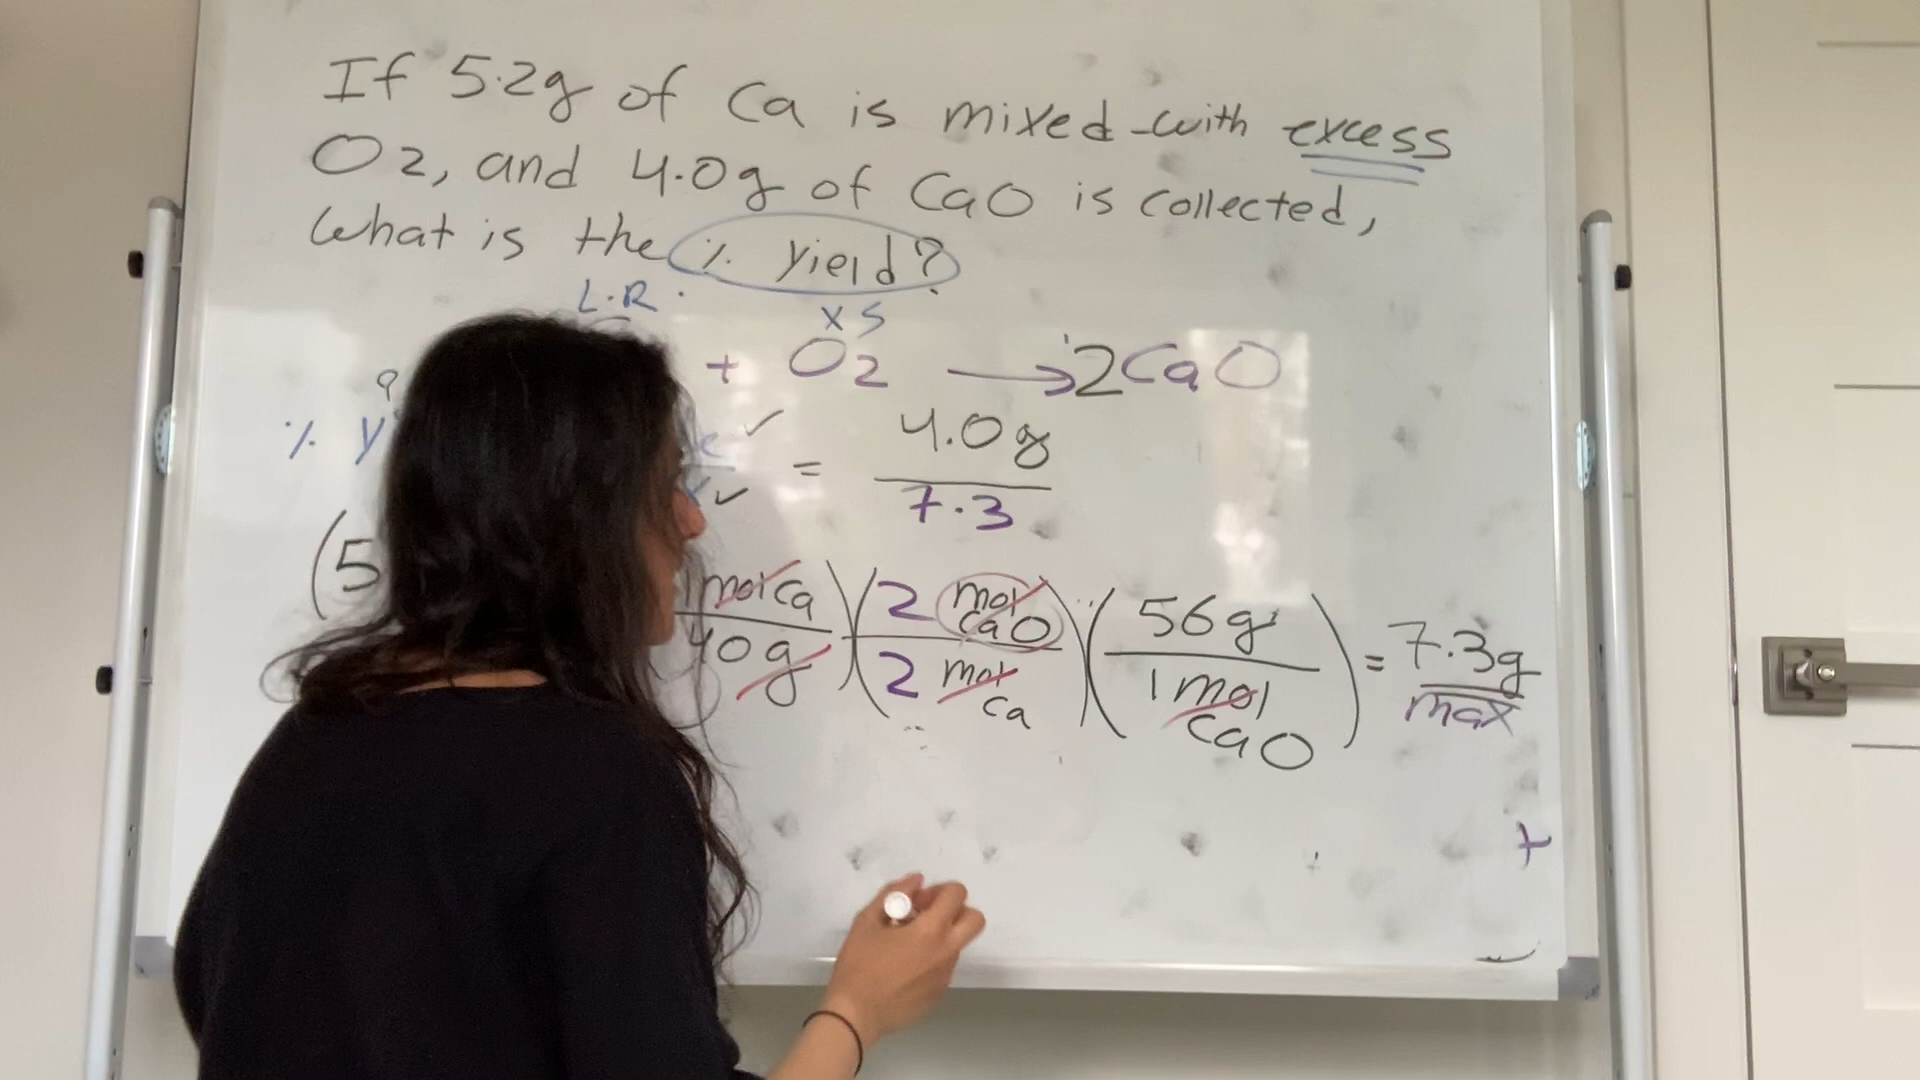 If 5.2g of Ca is mixed with excess
O2, and 4.0g of CaO is collected,
What is the % yield?
L.R. XS
+ O2 → 2CaO
% y ✓ = 4.0g
✓ 7.3
(5 1 mol Ca)(2 mol CaO)(56g) = 7.3g
40g 2 mol Ca 1 mol CaO max
+